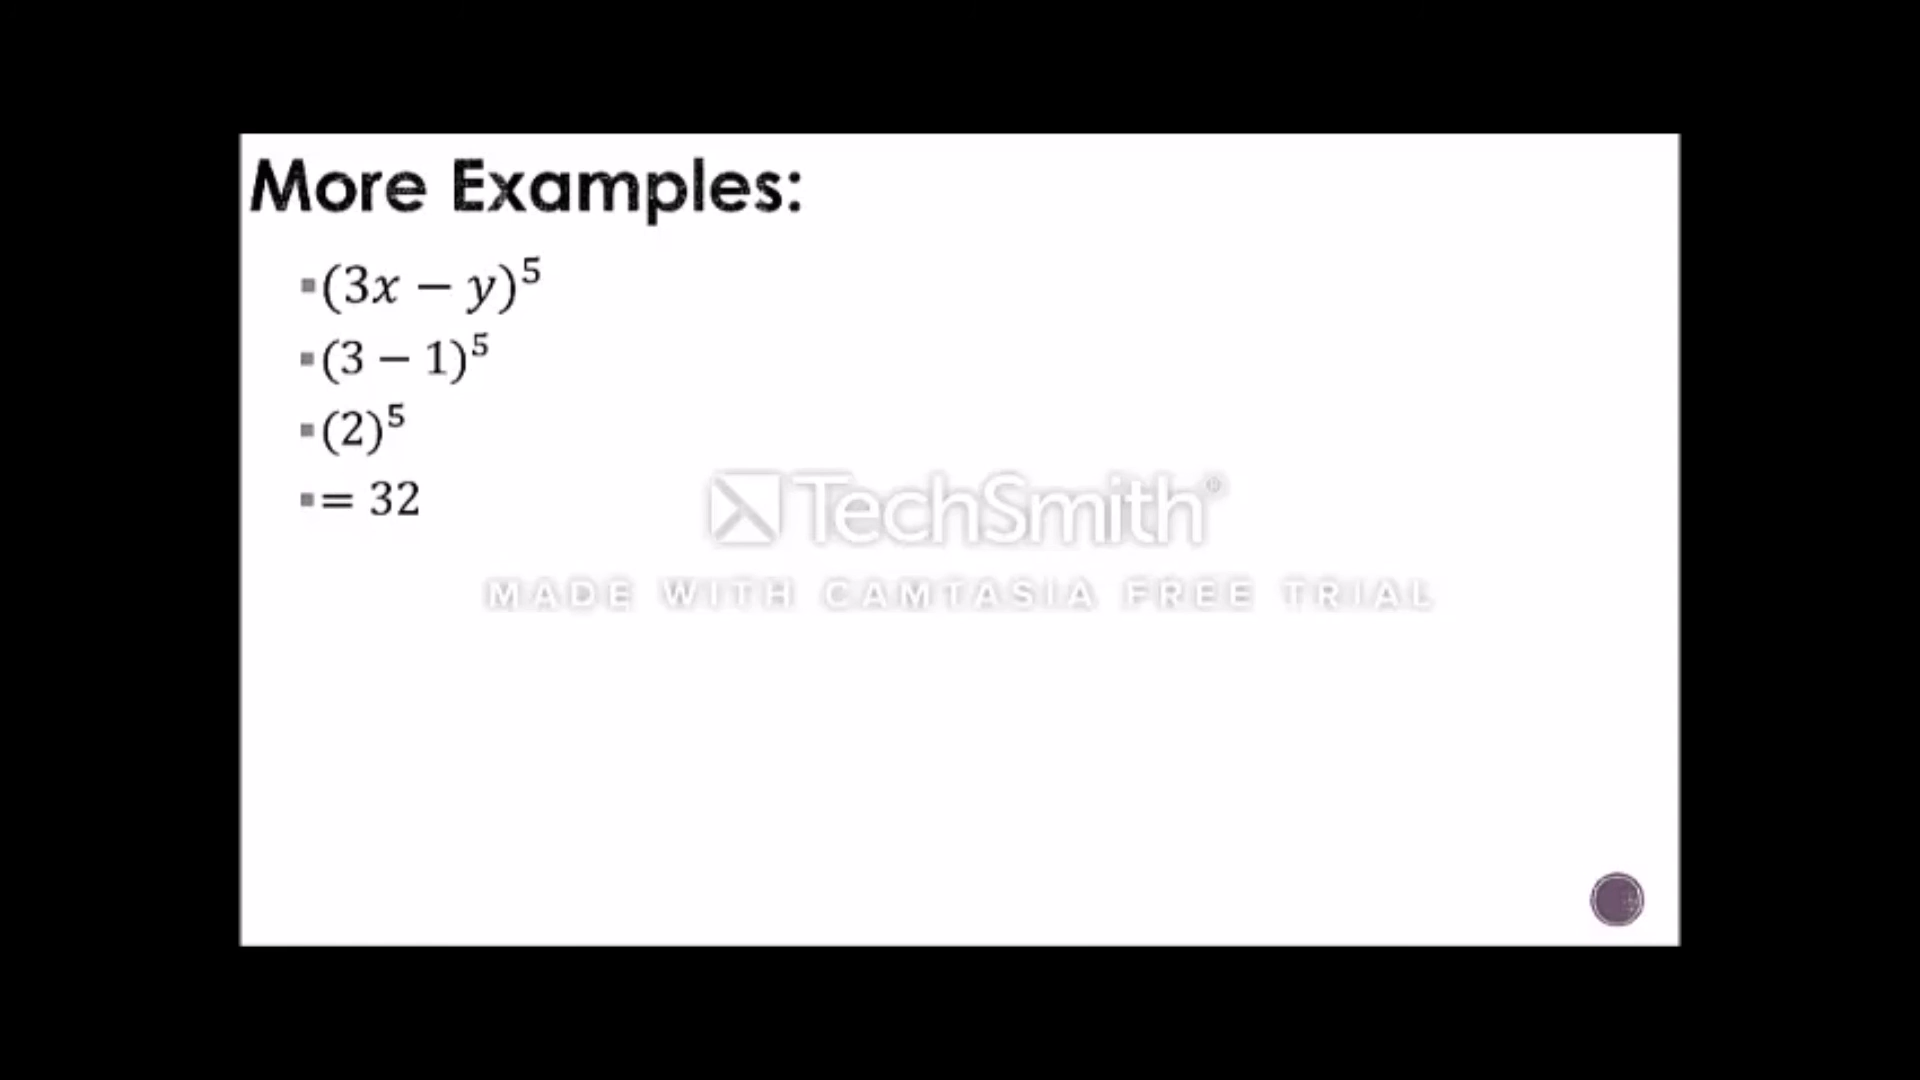 More Examples:
▪(3x − y)⁵
▪(3 − 1)⁵
▪(2)⁵
▪= 32
TechSmith®
MADE WITH CAMTASIA FREE TRIAL